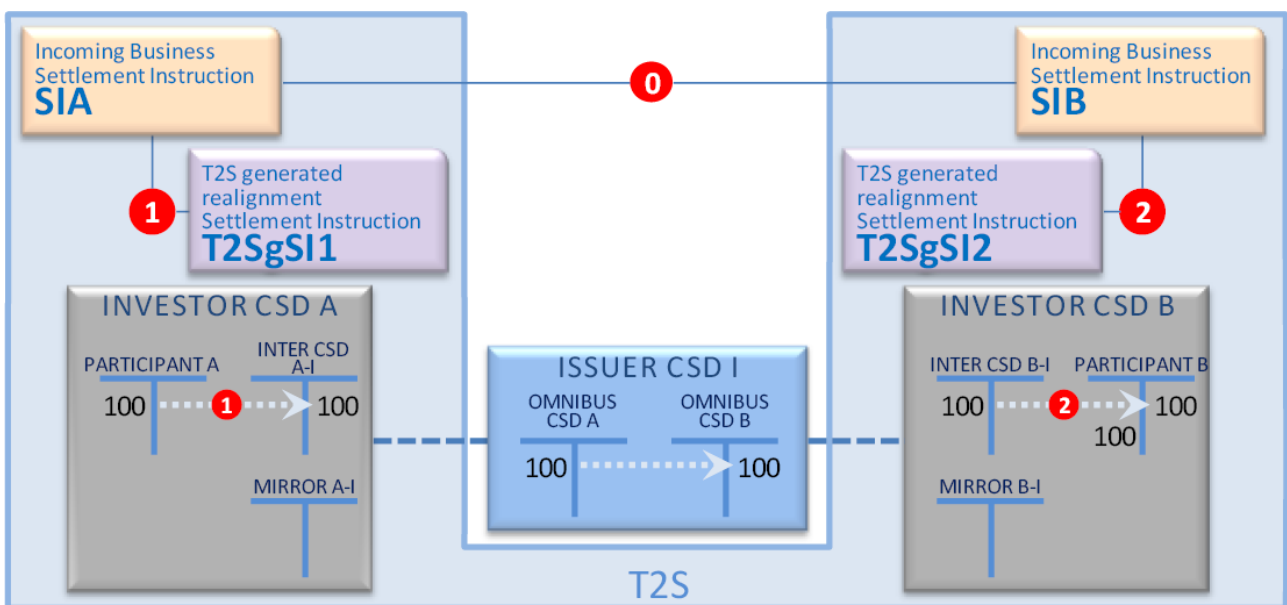 Incoming Business
Settlement Instruction
SIA
0
Incoming Business
Settlement Instruction
SIB
1
T2S generated
realignment
Settlement Instruction
T2SgSI1
T2S generated
realignment
Settlement Instruction
T2SgSI2
2
INVESTOR CSD A
PARTICIPANT A
INTER CSD
A-I
100
1
100
MIRROR A-I
ISSUER CSD I
OMNIBUS
CSD A
OMNIBUS
CSD B
100
100
INVESTOR CSD B
INTER CSD B-I
PARTICIPANT B
100
2
100
100
MIRROR B-I
T2S